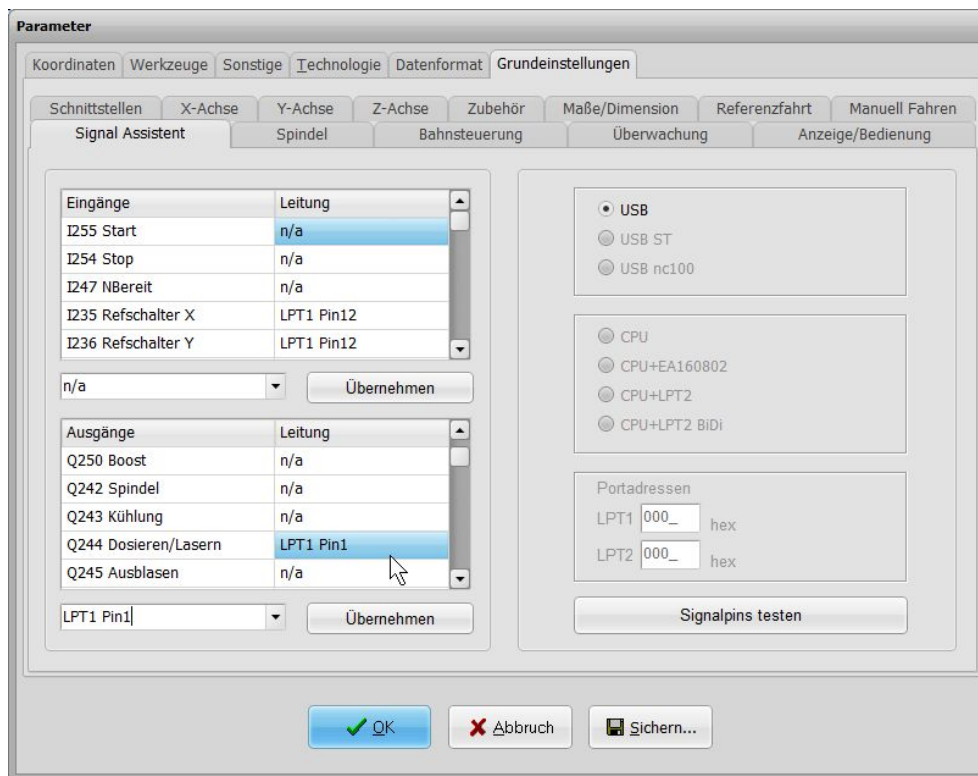 Parameter
Koordinaten Werkzeuge Sonstige Technologie Datenformat Grundeinstellungen
Schnittstellen X-Achse Y-Achse Z-Achse Zubehör Maße/Dimension Referenzfahrt Manuell Fahren
Signal Assistent Spindel Bahnsteuerung Überwachung Anzeige/Bedienung
Eingänge Leitung
I255 Start n/a
I254 Stop n/a
I247 NBereit n/a
I235 Refschalter X LPT1 Pin12
I236 Refschalter Y LPT1 Pin12
n/a Übernehmen
Ausgänge Leitung
Q250 Boost n/a
Q242 Spindel n/a
Q243 Kühlung n/a
Q244 Dosieren/Lasern LPT1 Pin1
Q245 Ausblasen n/a
LPT1 Pin1 Übernehmen
USB
USB ST
USB nc100
CPU
CPU+EA160802
CPU+LPT2
CPU+LPT2 BiDi
Portadressen
LPT1 000_ hex
LPT2 000_ hex
Signalpins testen
OK Abbruch Sichern...